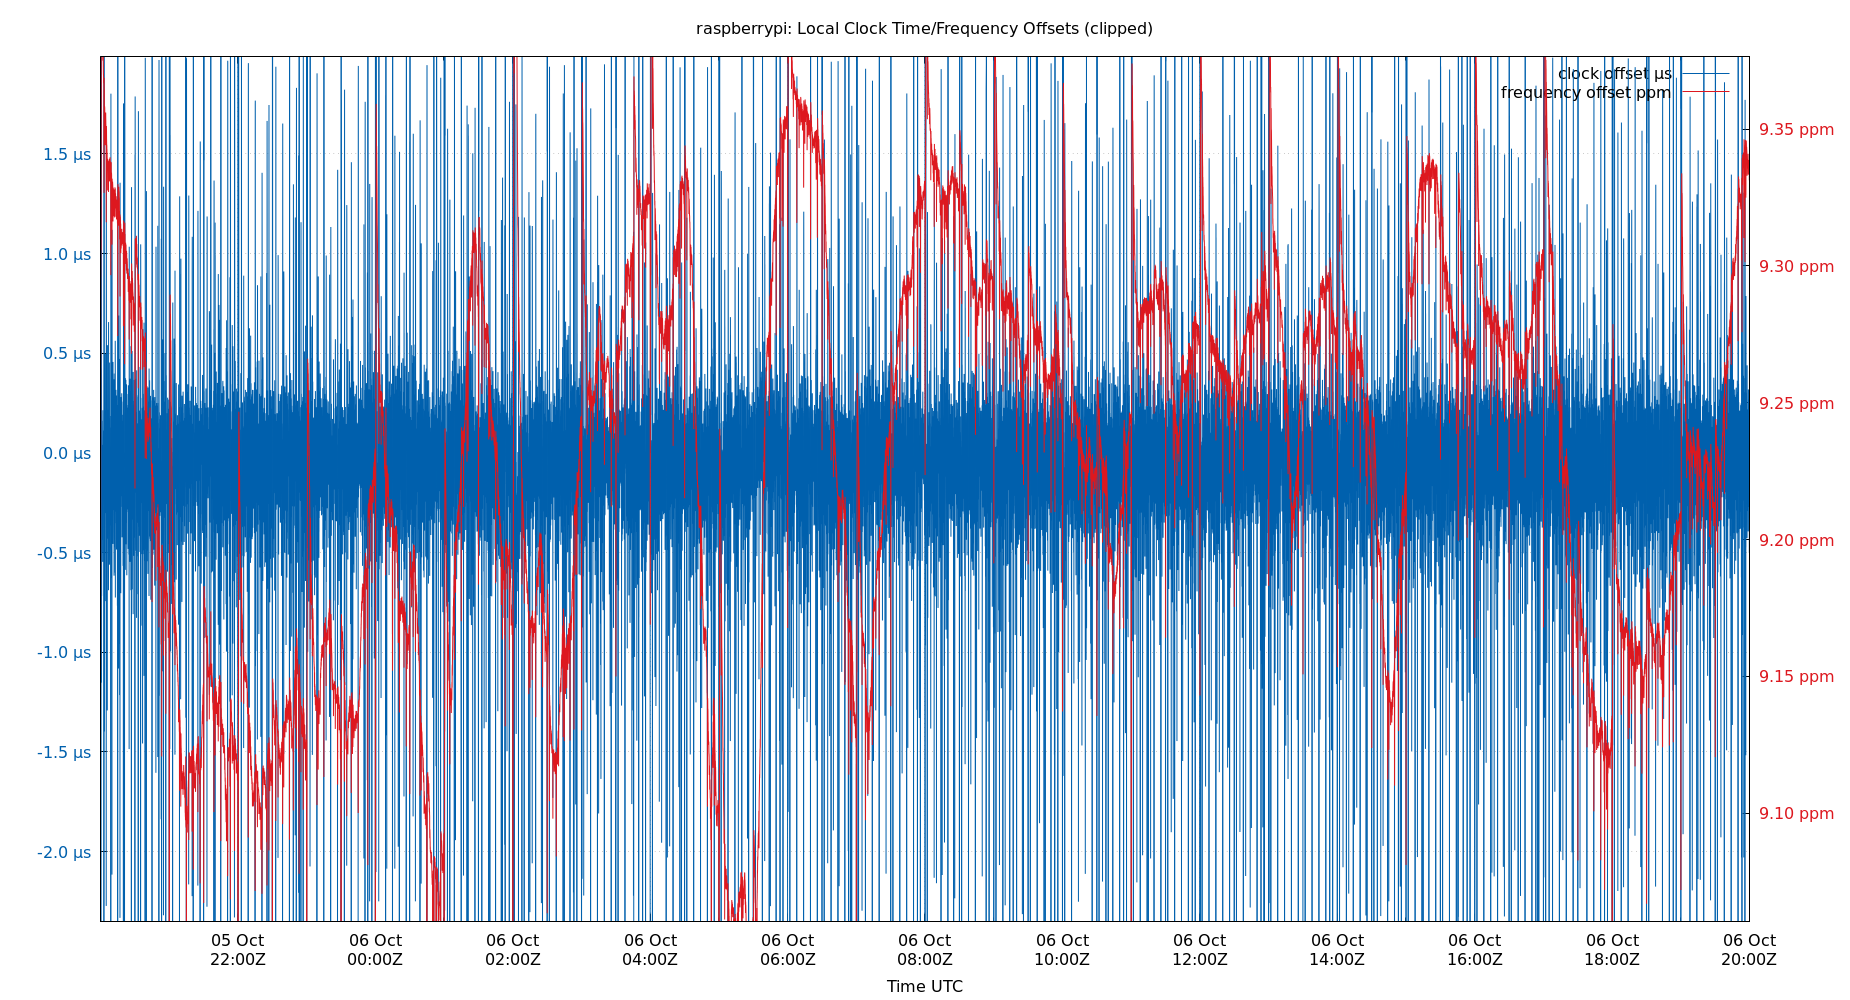 raspberrypi: Local Clock Time/Frequency Offsets (clipped)
clock offset µs
frequency offset ppm
1.5 µs
1.0 µs
0.5 µs
0.0 µs
-0.5 µs
-1.0 µs
-1.5 µs
-2.0 µs
9.35 ppm
9.30 ppm
9.25 ppm
9.20 ppm
9.15 ppm
9.10 ppm
05 Oct
22:00Z
06 Oct
00:00Z
06 Oct
02:00Z
06 Oct
04:00Z
06 Oct
06:00Z
06 Oct
08:00Z
06 Oct
10:00Z
06 Oct
12:00Z
06 Oct
14:00Z
06 Oct
16:00Z
06 Oct
18:00Z
06 Oct
20:00Z
Time UTC